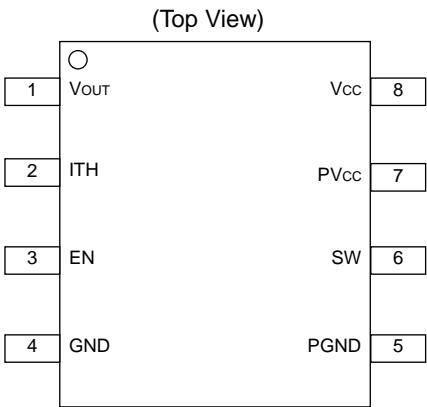 (Top View)
1 VOUT VCC 8
2 ITH PVCC 7
3 EN SW 6
4 GND PGND 5